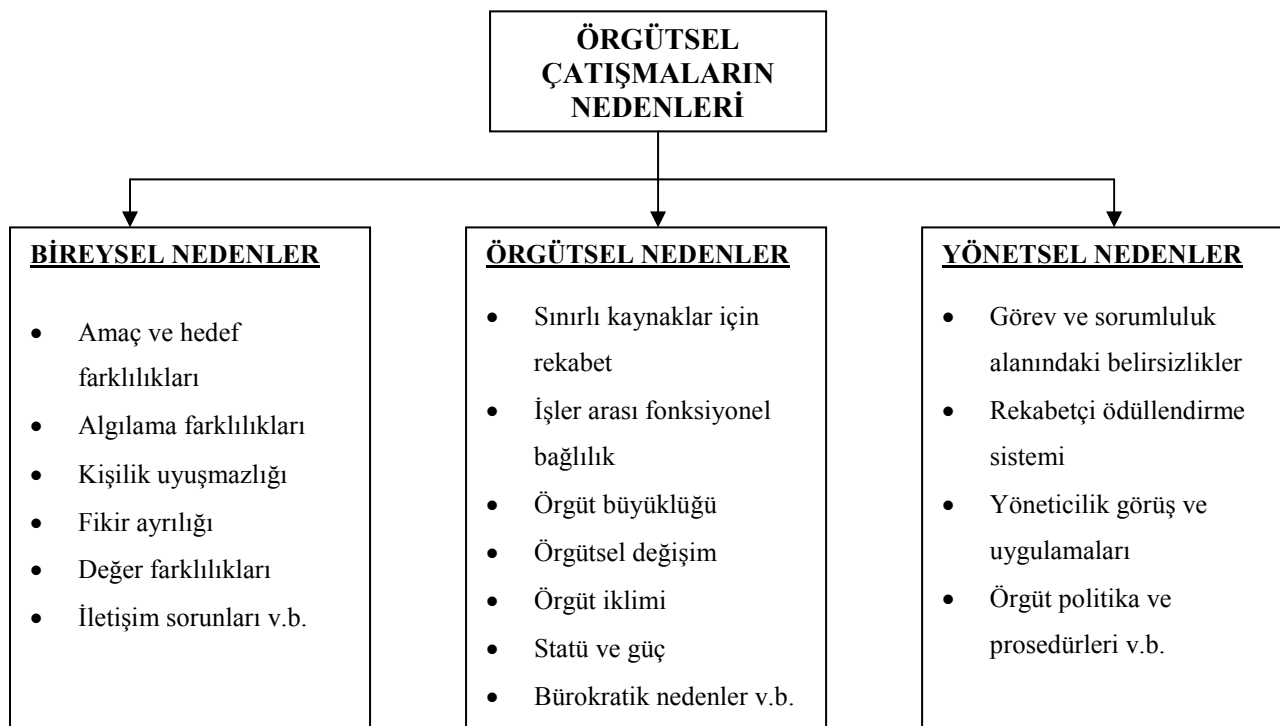 ÖRGÜTSEL
ÇATIŞMALARIN
NEDENLERİ
BİREYSEL NEDENLER
• Amaç ve hedef
farklılıkları
• Algılama farklılıkları
• Kişilik uyuşmazlığı
• Fikir ayrılığı
• Değer farklılıkları
• İletişim sorunları v.b.
ÖRGÜTSEL NEDENLER
• Sınırlı kaynaklar için
rekabet
• İşler arası fonksiyonel
bağlılık
• Örgüt büyüklüğü
• Örgütsel değişim
• Örgüt iklimi
• Statü ve güç
• Bürokratik nedenler v.b.
YÖNETSEL NEDENLER
• Görev ve sorumluluk
alanındaki belirsizlikler
• Rekabetçi ödüllendirme
sistemi
• Yöneticilik görüş ve
uygulamaları
• Örgüt politika ve
prosedürleri v.b.